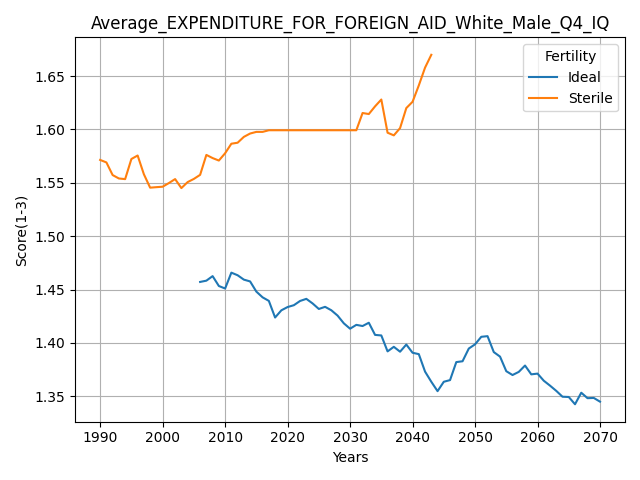 Average_EXPENDITURE_FOR_FOREIGN_AID_White_Male_Q4_IQ
Fertility
Ideal
Sterile
Score(1-3)
1.65
1.60
1.55
1.50
1.45
1.40
1.35
1990 2000 2010 2020 2030 2040 2050 2060 2070
Years